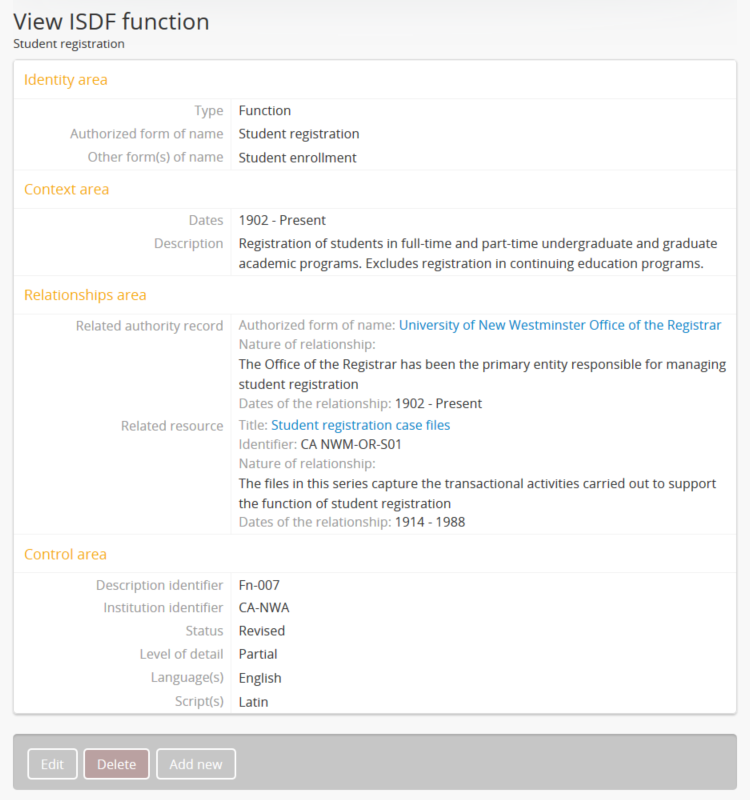 View ISDF function
Student registration
Identity area
Type Function
Authorized form of name Student registration
Other form(s) of name Student enrollment
Context area
Dates 1902 - Present
Description Registration of students in full-time and part-time undergraduate and graduate
academic programs. Excludes registration in continuing education programs.
Relationships area
Related authority record Authorized form of name: University of New Westminster Office of the Registrar
Nature of relationship:
The Office of the Registrar has been the primary entity responsible for managing
student registration
Dates of the relationship: 1902 - Present
Related resource Title: Student registration case files
Identifier: CA NWM-OR-S01
Nature of relationship:
The files in this series capture the transactional activities carried out to support
the function of student registration
Dates of the relationship: 1914 - 1988
Control area
Description identifier Fn-007
Institution identifier CA-NWA
Status Revised
Level of detail Partial
Language(s) English
Script(s) Latin
Edit Delete Add new